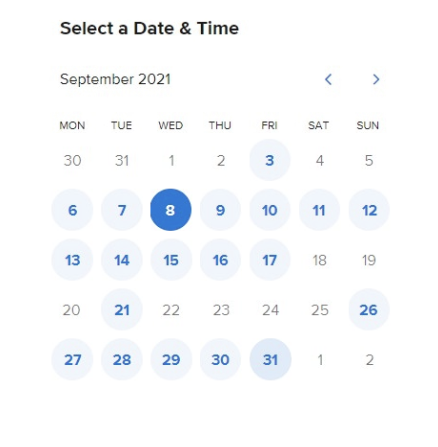 Select a Date & Time
September 2021
MON TUE WED THU FRI SAT SUN
30 31 1 2 3 4 5
6 7 8 9 10 11 12
13 14 15 16 17 18 19
20 21 22 23 24 25 26
27 28 29 30 31 1 2